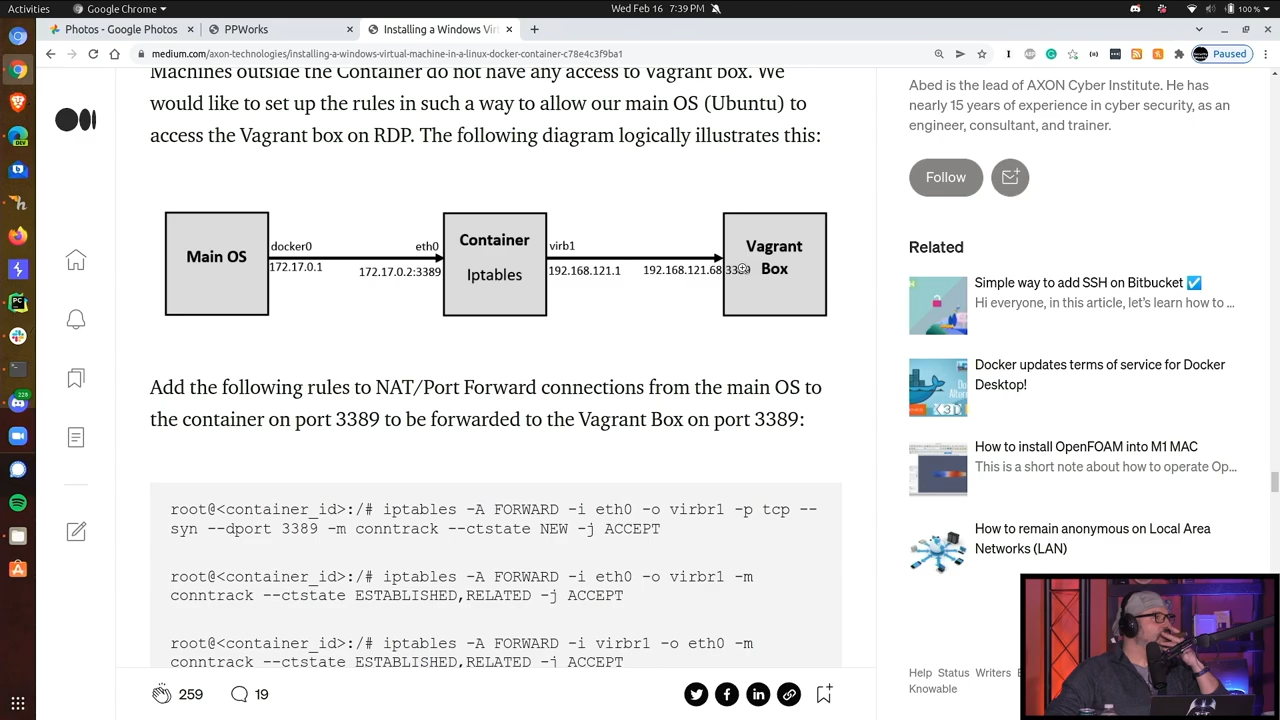 Activities
Google Chrome
Wed Feb 16 7:39 PM
100 %
Photos - Google Photos
PPWorks
Installing a Windows Virt
medium.com/axon-technologies/installing-a-windows-virtual-machine-in-a-linux-docker-container-c78e4c3f9ba1
Paused
DEV
228
Machines outside the Container do not have any access to Vagrant box. We
would like to set up the rules in such a way to allow our main OS (Ubuntu) to
access the Vagrant box on RDP. The following diagram logically illustrates this:
Main OS
docker0
172.17.0.1
eth0
172.17.0.2:3389
Container
Iptables
virb1
192.168.121.1
192.168.121.68:3389
Vagrant
Box
Add the following rules to NAT/Port Forward connections from the main OS to
the container on port 3389 to be forwarded to the Vagrant Box on port 3389:
root@<container_id>:/# iptables -A FORWARD -i eth0 -o virbr1 -p tcp --
syn --dport 3389 -m conntrack --ctstate NEW -j ACCEPT
root@<container_id>:/# iptables -A FORWARD -i eth0 -o virbr1 -m
conntrack --ctstate ESTABLISHED,RELATED -j ACCEPT
root@<container_id>:/# iptables -A FORWARD -i virbr1 -o eth0 -m
conntrack --ctstate ESTABLISHED,RELATED -j ACCEPT
259
19
Abed is the lead of AXON Cyber Institute. He has
nearly 15 years of experience in cyber security, as an
engineer, consultant, and trainer.
Follow
Related
Simple way to add SSH on Bitbucket ☑
Hi everyone, in this article, let's learn how to ...
Docker updates terms of service for Docker
Desktop!
How to install OpenFOAM into M1 MAC
This is a short note about how to operate Op...
How to remain anonymous on Local Area
Networks (LAN)
Help Status Writers
Knowable